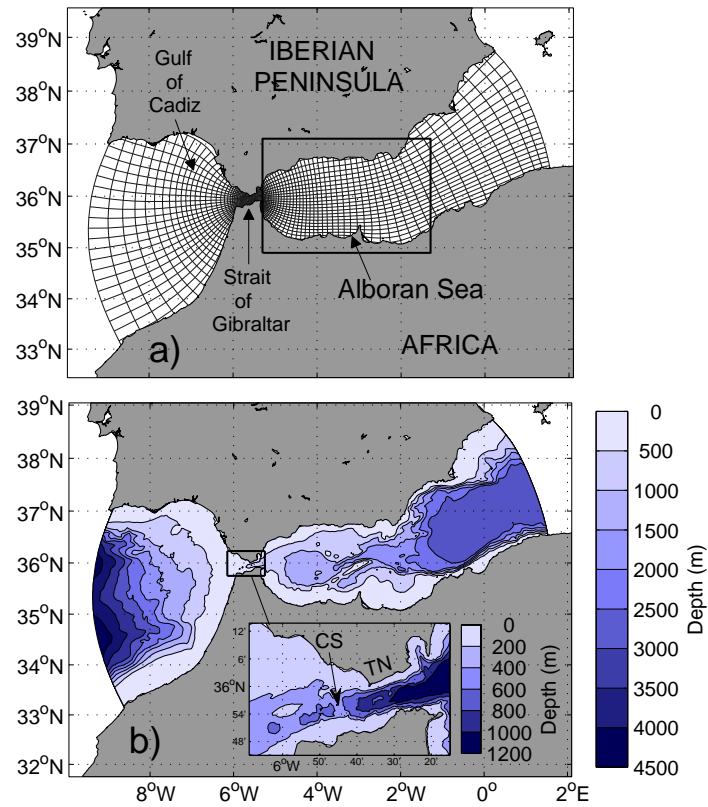 39°N
38°N
37°N
36°N
35°N
34°N
33°N
IBERIAN
PENINSULA
Gulf
of
Cadiz
Strait
of
Gibraltar
Alboran Sea
AFRICA
a)
39°N
38°N
37°N
36°N
35°N
34°N
33°N
32°N
8°W
6°W
4°W
2°W
0°
2°E
b)
CS
TN
12'
36°N
54'
48'
6°W
50'
40'
30'
20'
0
200
400
600
800
1000
1200
Depth (m)
0
500
1000
1500
2000
2500
3000
3500
4000
4500
Depth (m)